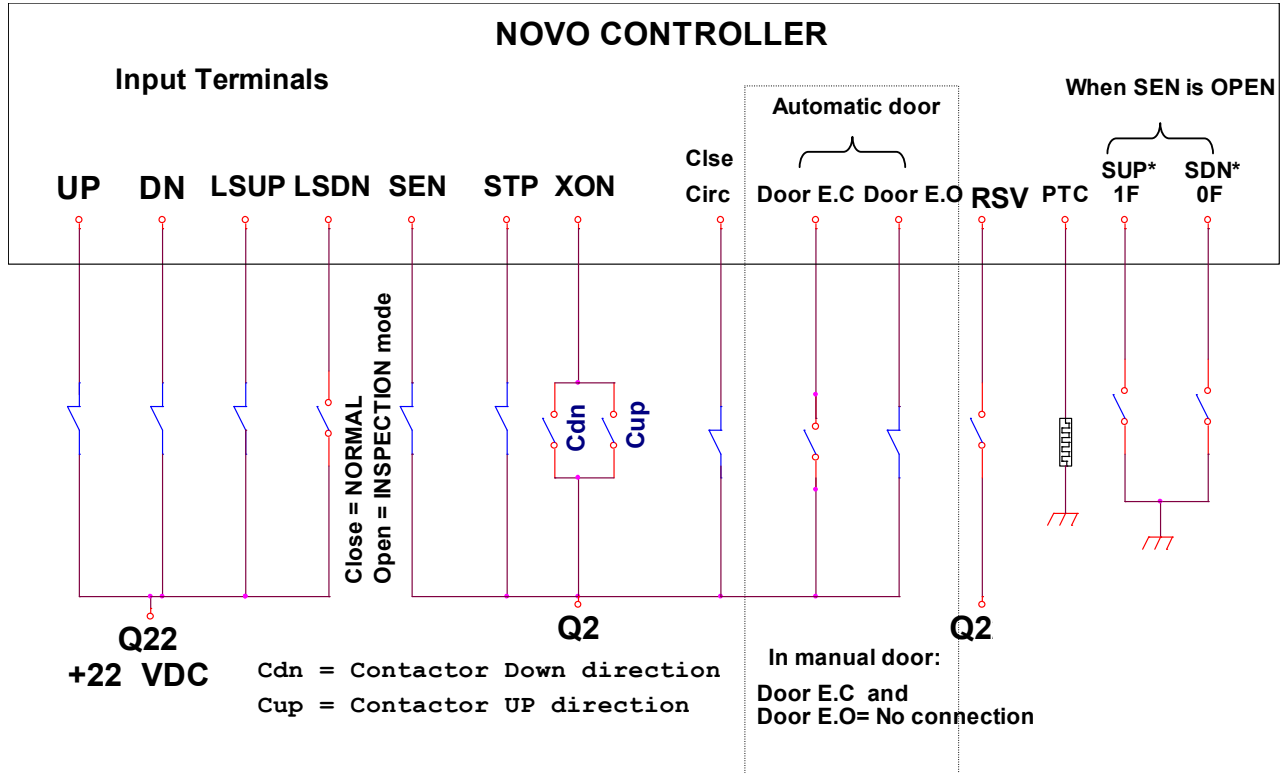 NOVO CONTROLLER
Input Terminals
When SEN is OPEN
Automatic door
UP
DN
LSUP
LSDN
SEN
STP
XON
Clse
Circ
Door E.C
Door E.O
RSV
PTC
SUP*
1F
SDN*
0F
Close = NORMAL
Open = INSPECTION mode
Cdn
Cup
Q22
+22 VDC
Q2
Q2
Cdn = Contactor Down direction
Cup = Contactor UP direction
In manual door:
Door E.C and
Door E.O= No connection